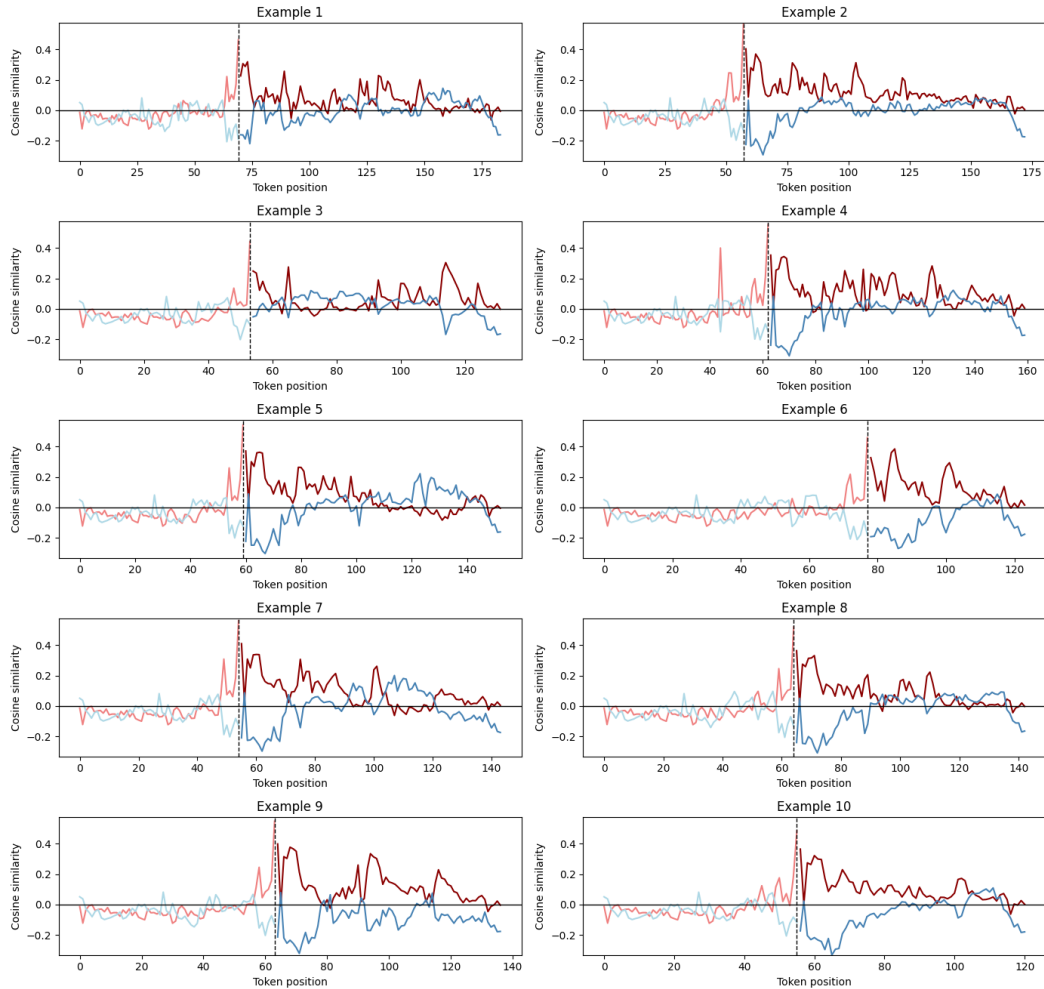 Example 1
Cosine similarity
0.4
0.2
0.0
−0.2
0 25 50 75 100 125 150 175
Token position
Example 2
Cosine similarity
0.4
0.2
0.0
−0.2
0 25 50 75 100 125 150 175
Token position
Example 3
Cosine similarity
0.4
0.2
0.0
−0.2
0 20 40 60 80 100 120
Token position
Example 4
Cosine similarity
0.4
0.2
0.0
−0.2
0 20 40 60 80 100 120 140 160
Token position
Example 5
Cosine similarity
0.4
0.2
0.0
−0.2
0 20 40 60 80 100 120 140
Token position
Example 6
Cosine similarity
0.4
0.2
0.0
−0.2
0 20 40 60 80 100 120
Token position
Example 7
Cosine similarity
0.4
0.2
0.0
−0.2
0 20 40 60 80 100 120 140
Token position
Example 8
Cosine similarity
0.4
0.2
0.0
−0.2
0 20 40 60 80 100 120 140
Token position
Example 9
Cosine similarity
0.4
0.2
0.0
−0.2
0 20 40 60 80 100 120 140
Token position
Example 10
Cosine similarity
0.4
0.2
0.0
−0.2
0 20 40 60 80 100 120
Token position